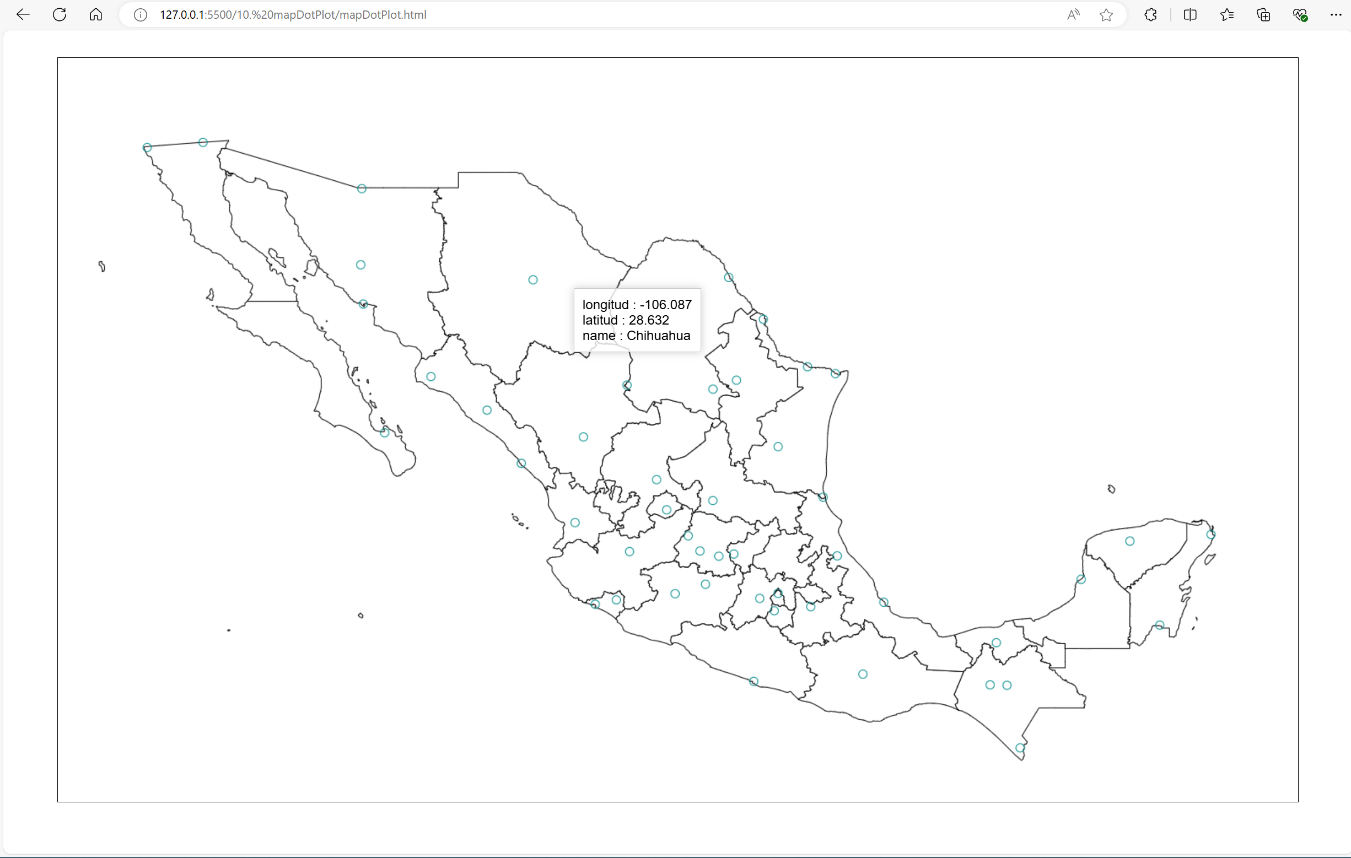 127.0.0.1:5500/10.%20mapDotPlot/mapDotPlot.html
longitud : -106.087
latitud : 28.632
name : Chihuahua